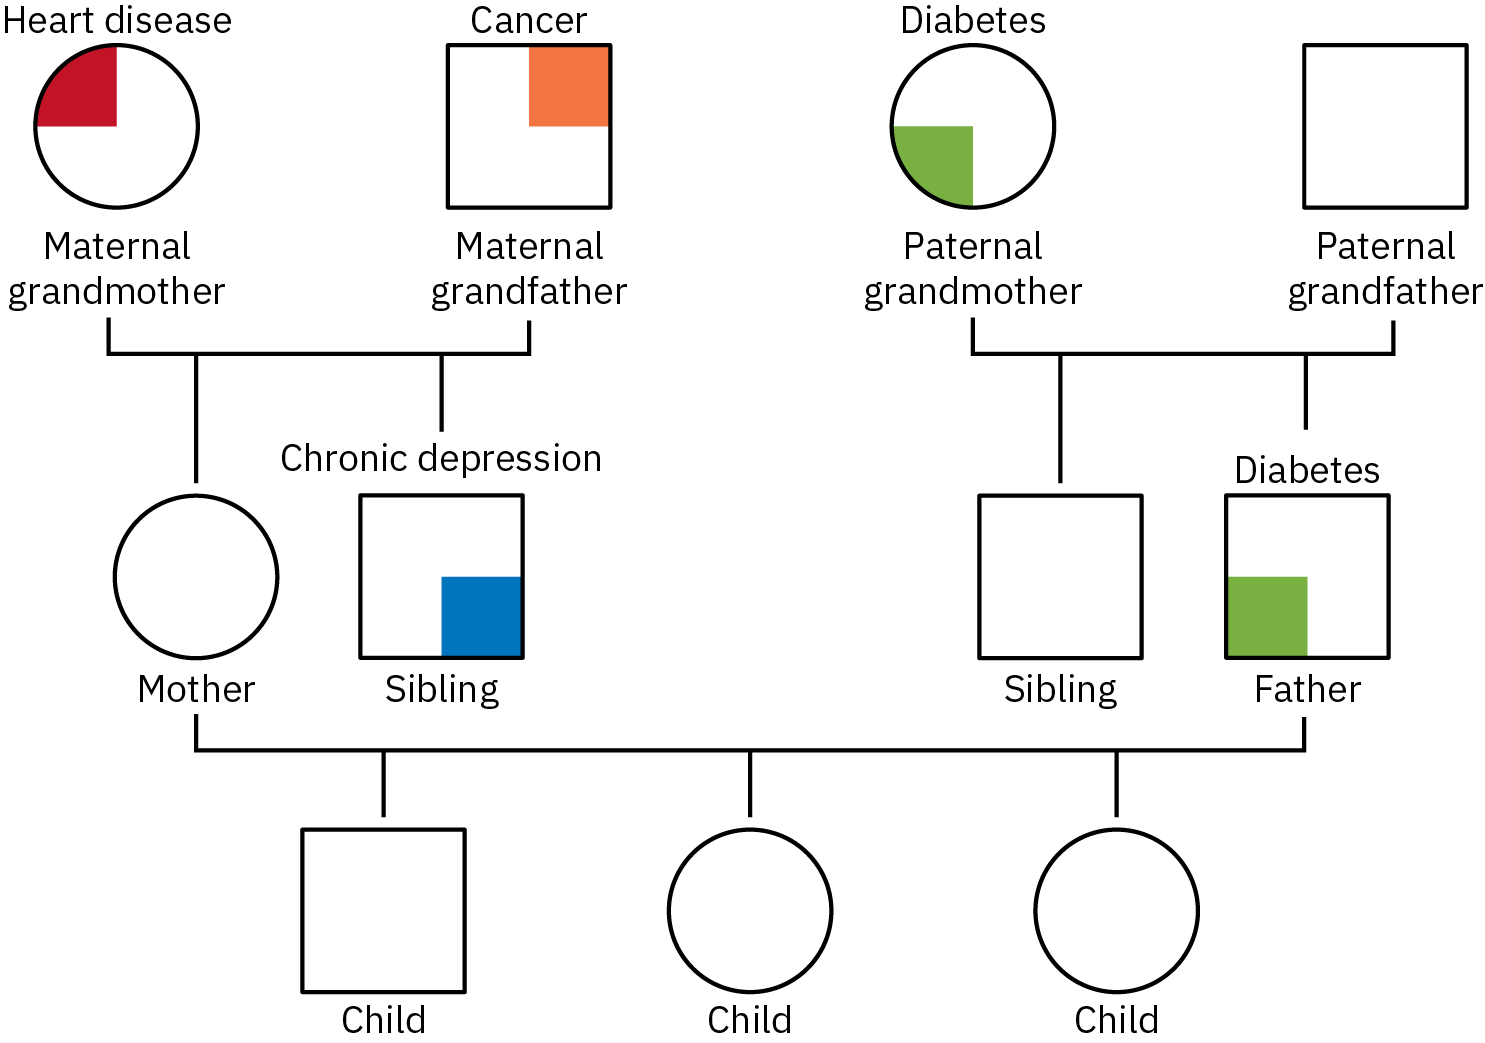 Heart disease
Cancer
Diabetes
Maternal
grandmother
Maternal
grandfather
Paternal
grandmother
Paternal
grandfather
Chronic depression
Diabetes
Mother
Sibling
Sibling
Father
Child
Child
Child